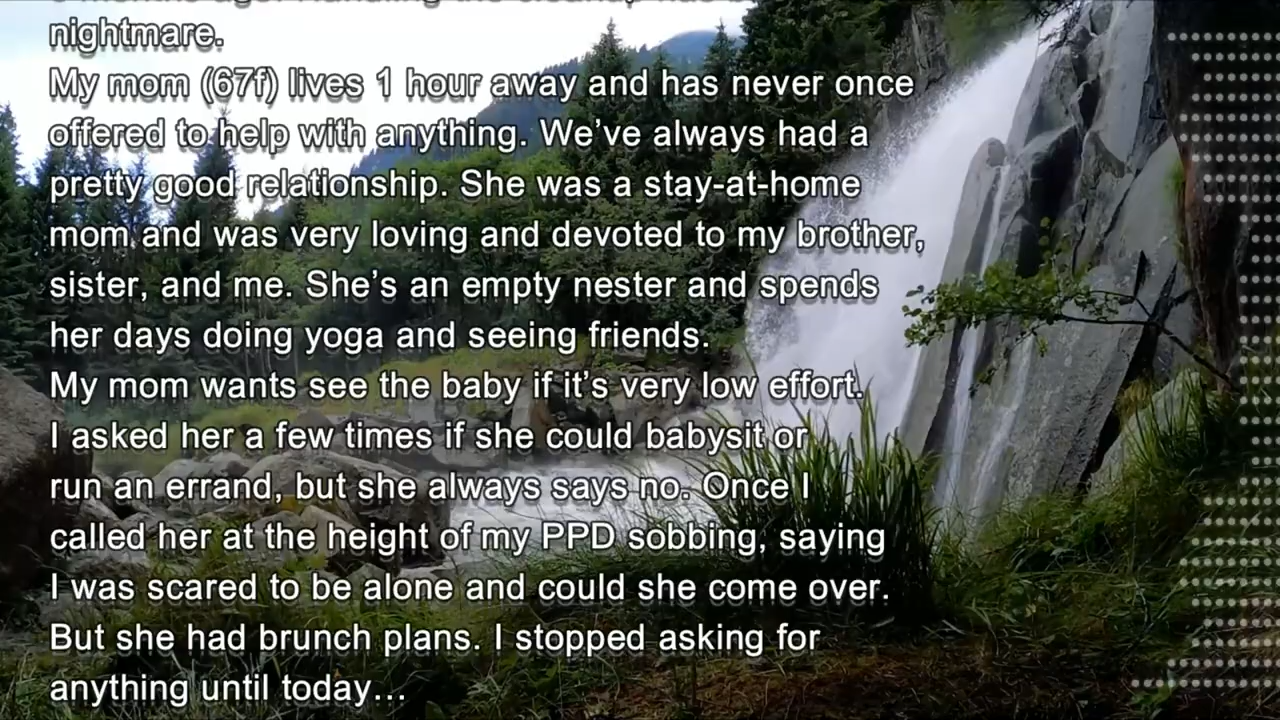 nightmare.
My mom (67f) lives 1 hour away and has never once
offered to help with anything. We’ve always had a
pretty good relationship. She was a stay-at-home
mom and was very loving and devoted to my brother,
sister, and me. She’s an empty nester and spends
her days doing yoga and seeing friends.
My mom wants see the baby if it’s very low effort.
I asked her a few times if she could babysit or
run an errand, but she always says no. Once I
called her at the height of my PPD sobbing, saying
I was scared to be alone and could she come over.
But she had brunch plans. I stopped asking for
anything until today…